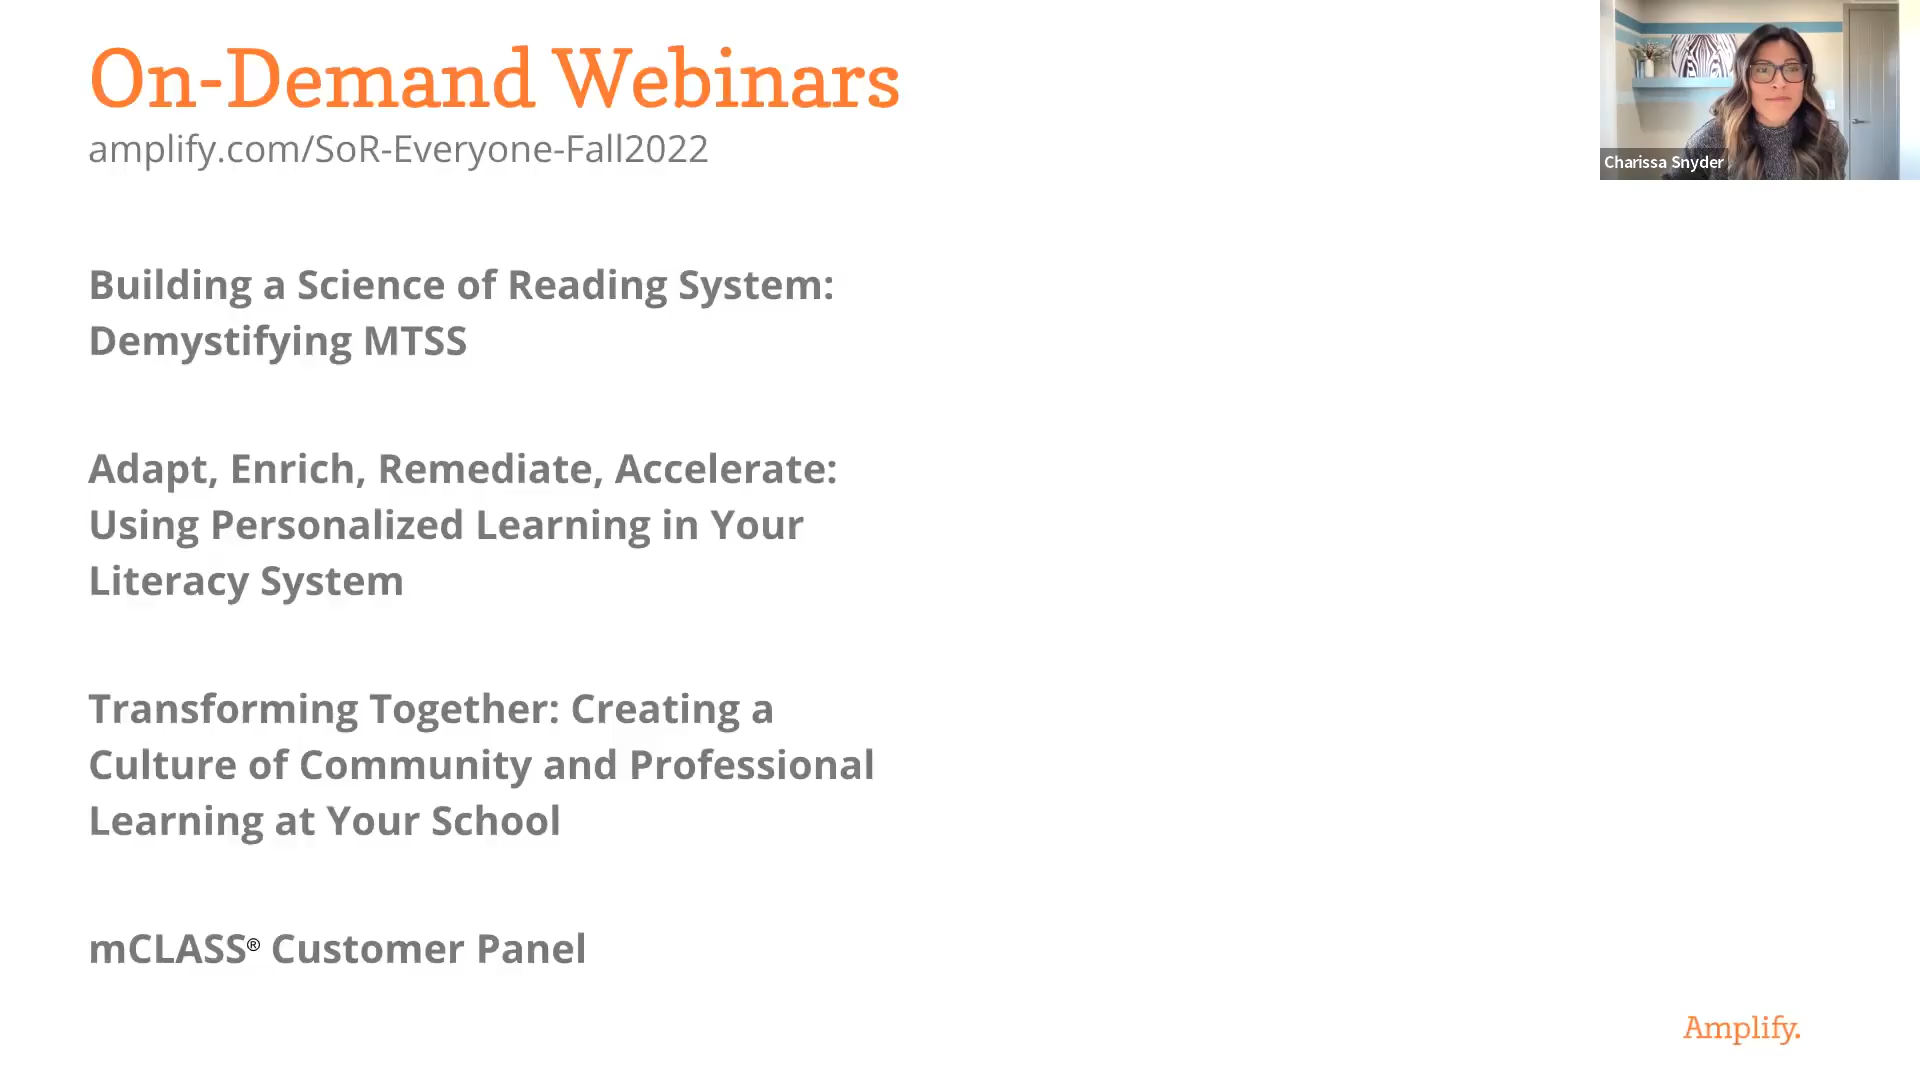 On-Demand Webinars
amplify.com/SoR-Everyone-Fall2022
Charissa Snyder
Building a Science of Reading System:
Demystifying MTSS
Adapt, Enrich, Remediate, Accelerate:
Using Personalized Learning in Your
Literacy System
Transforming Together: Creating a
Culture of Community and Professional
Learning at Your School
mCLASS® Customer Panel
Amplify.